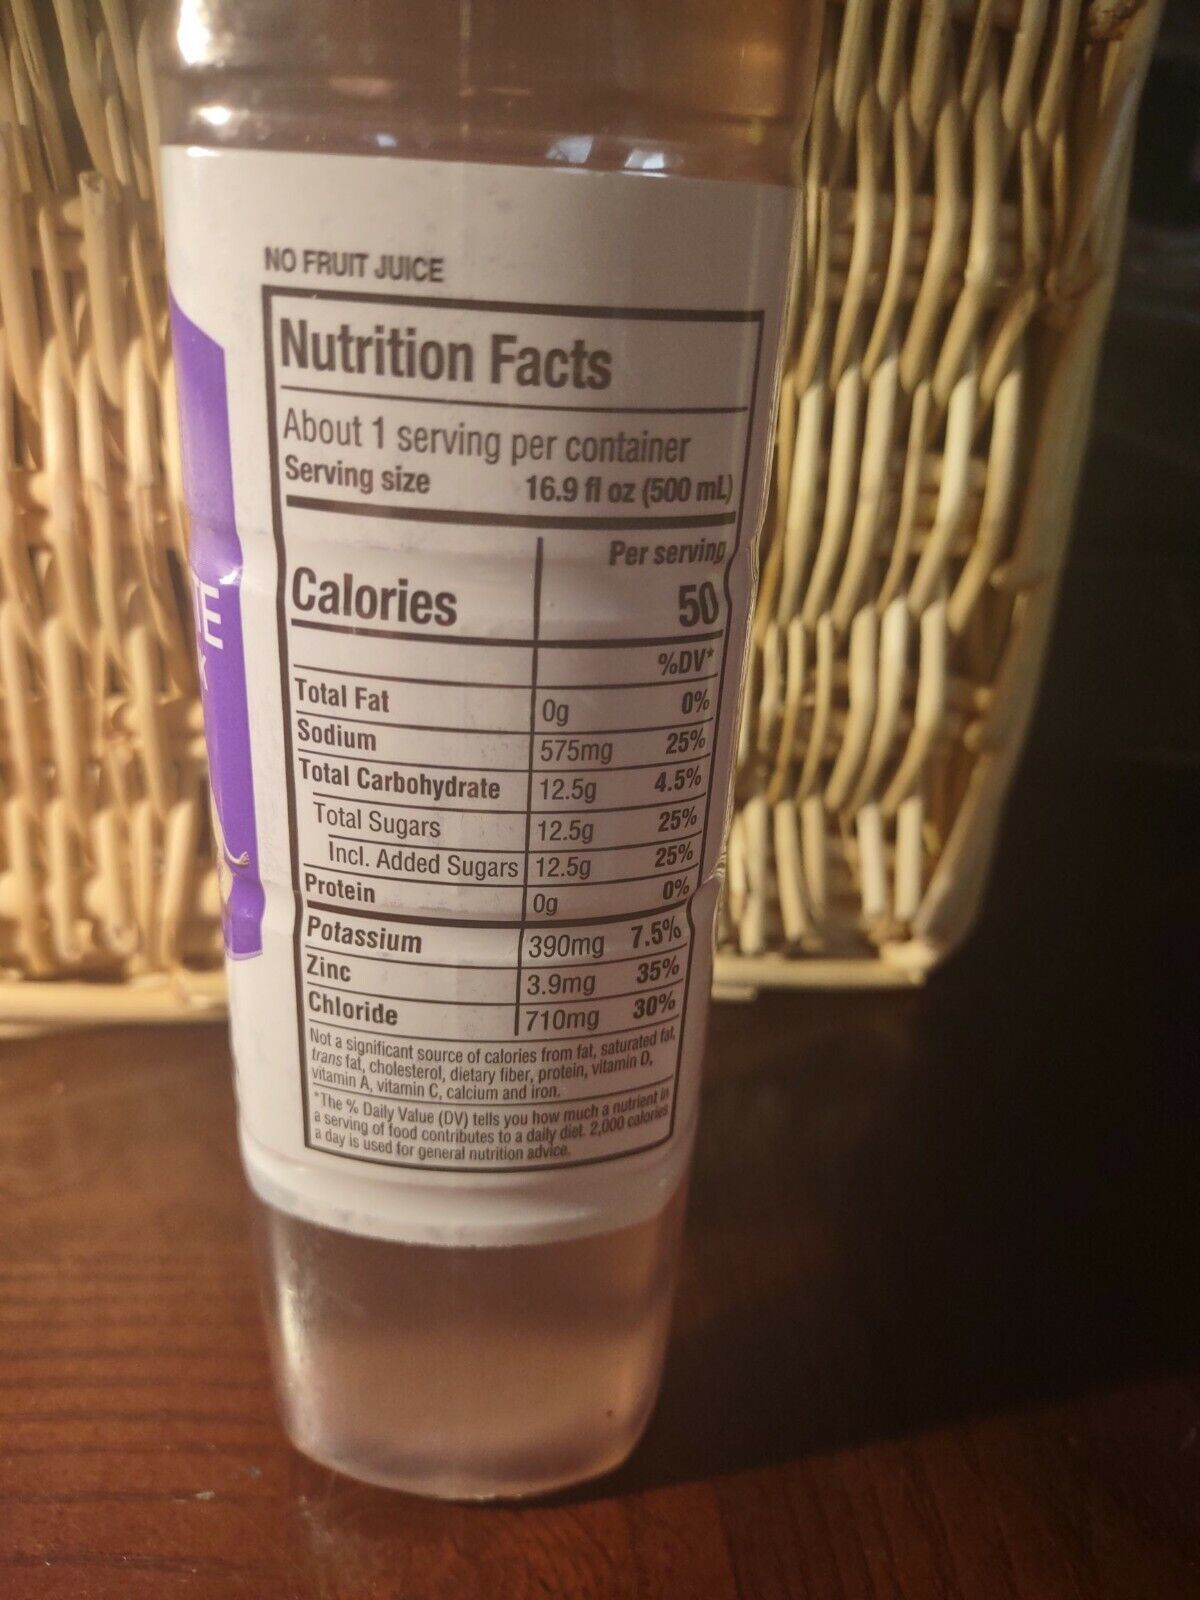 NO FRUIT JUICE
Nutrition Facts
About 1 serving per container
Serving size 16.9 fl oz (500 mL)
Per serving
Calories 50
%DV*
Total Fat 0g 0%
Sodium 575mg 25%
Total Carbohydrate 12.5g 4.5%
Total Sugars 12.5g 25%
Incl. Added Sugars 12.5g 25%
Protein 0g 0%
Potassium 390mg 7.5%
Zinc 3.9mg 35%
Chloride 710mg 30%
Not a significant source of calories from fat, saturated fat,
trans fat, cholesterol, dietary fiber, protein, vitamin D,
vitamin A, vitamin C, calcium and iron.
*The % Daily Value (DV) tells you how much a nutrient in
a serving of food contributes to a daily diet. 2,000 calories
a day is used for general nutrition advice.